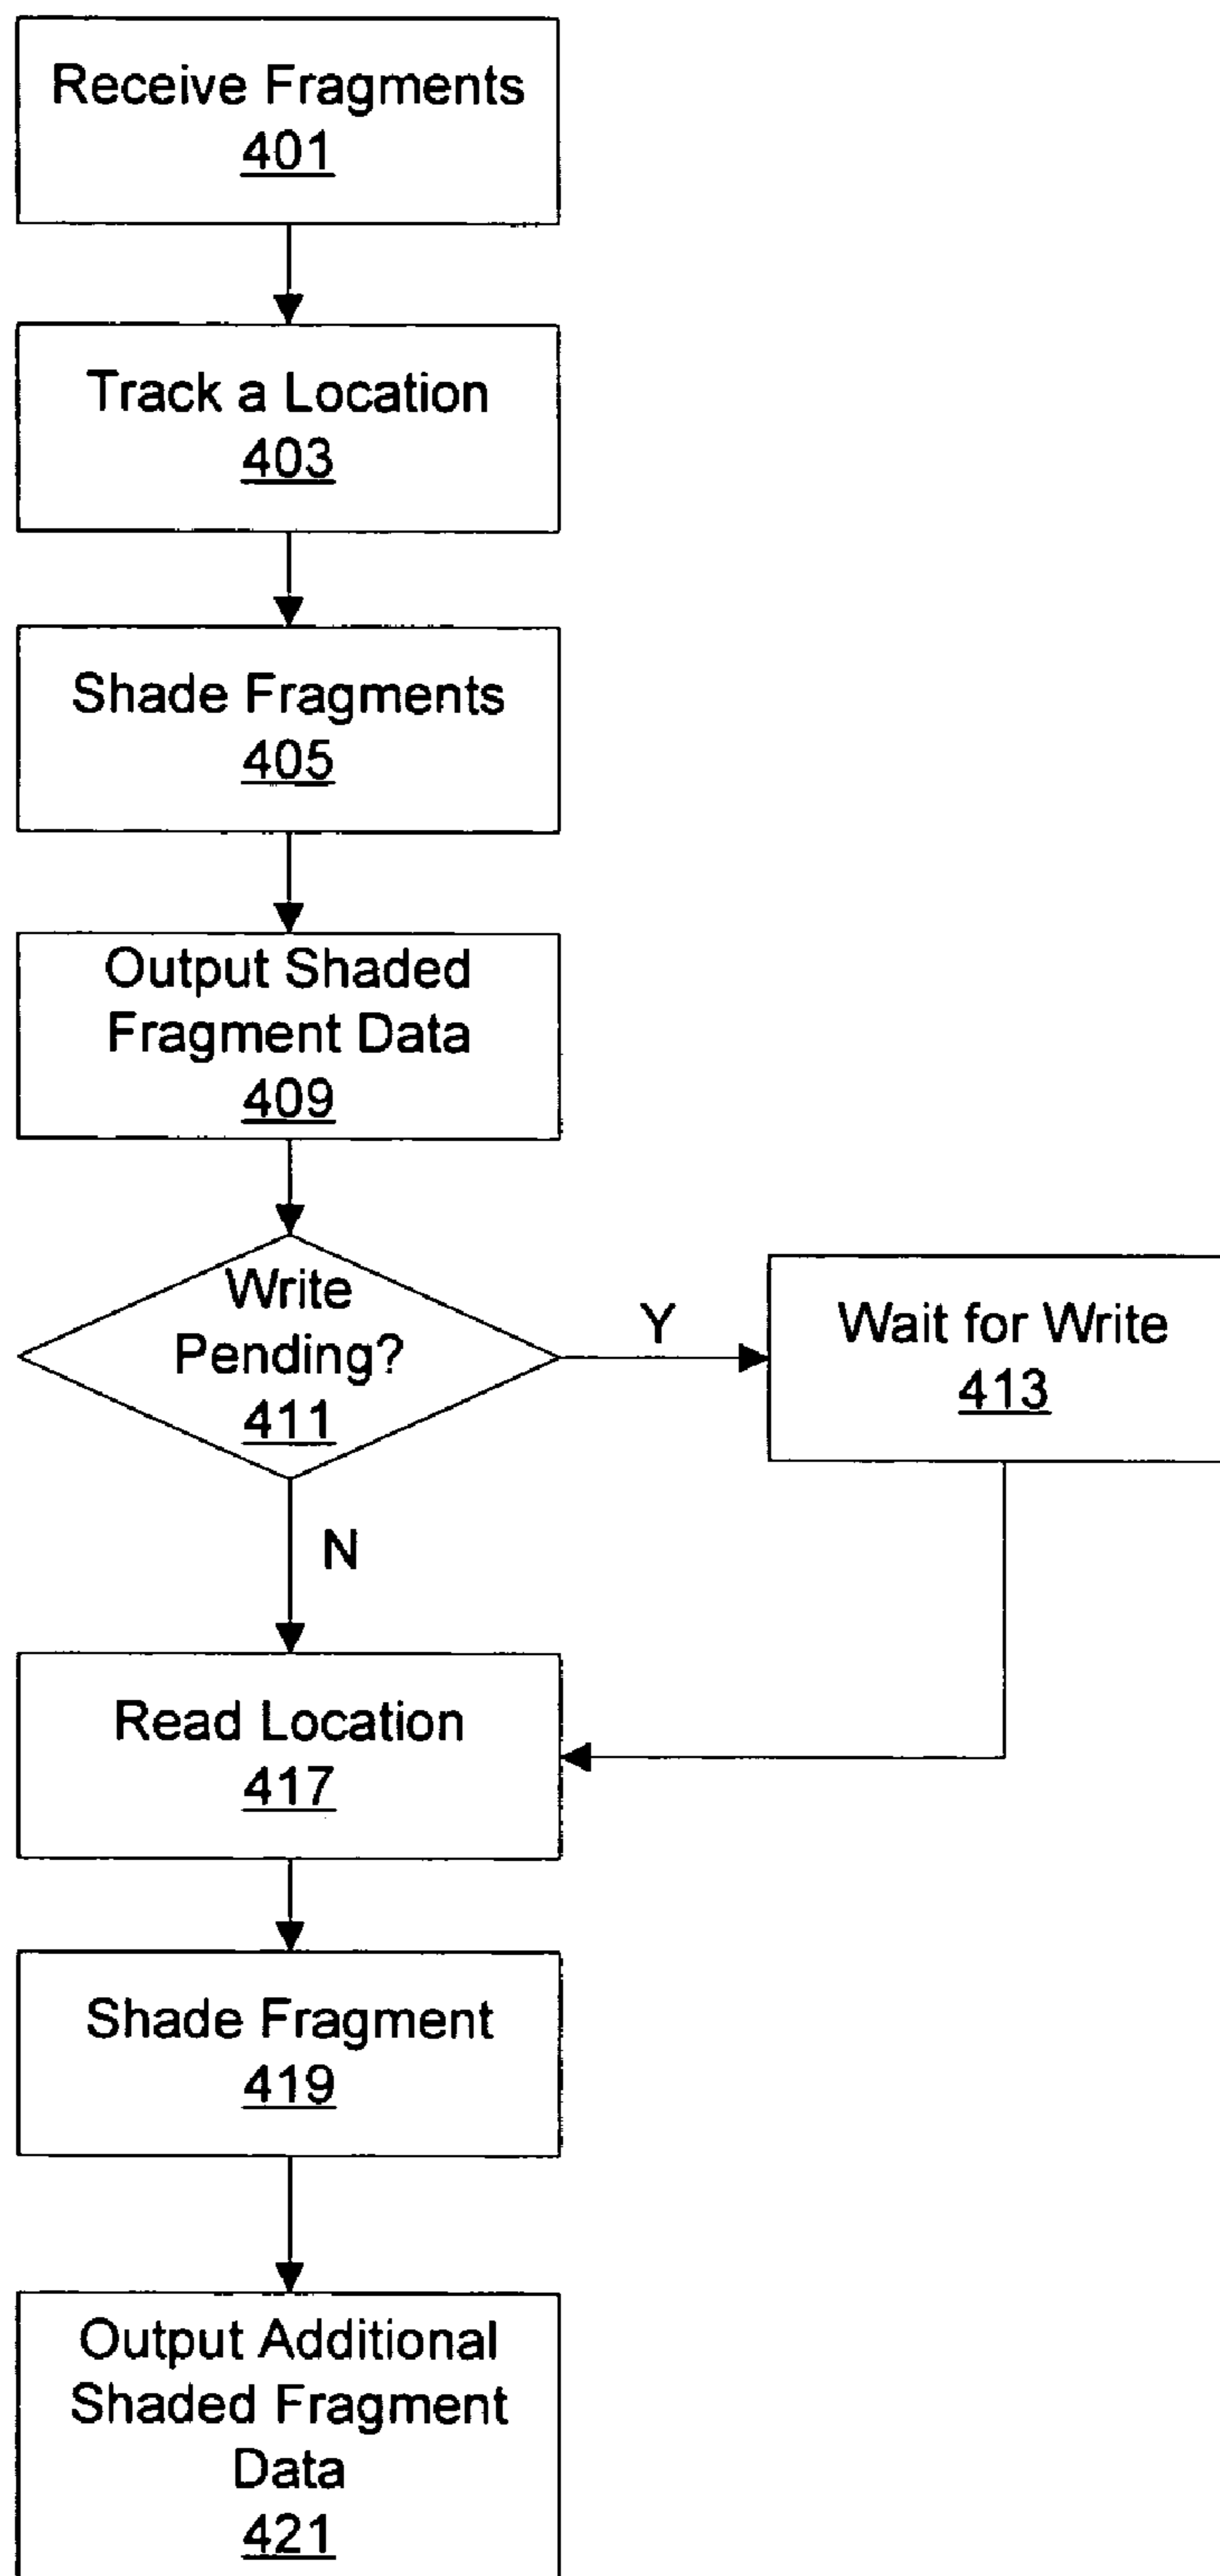 Receive Fragments
401
Track a Location
403
Shade Fragments
405
Output Shaded
Fragment Data
409
Write
Pending?
411
Y
Wait for Write
413
N
Read Location
417
Shade Fragment
419
Output Additional
Shaded Fragment
Data
421